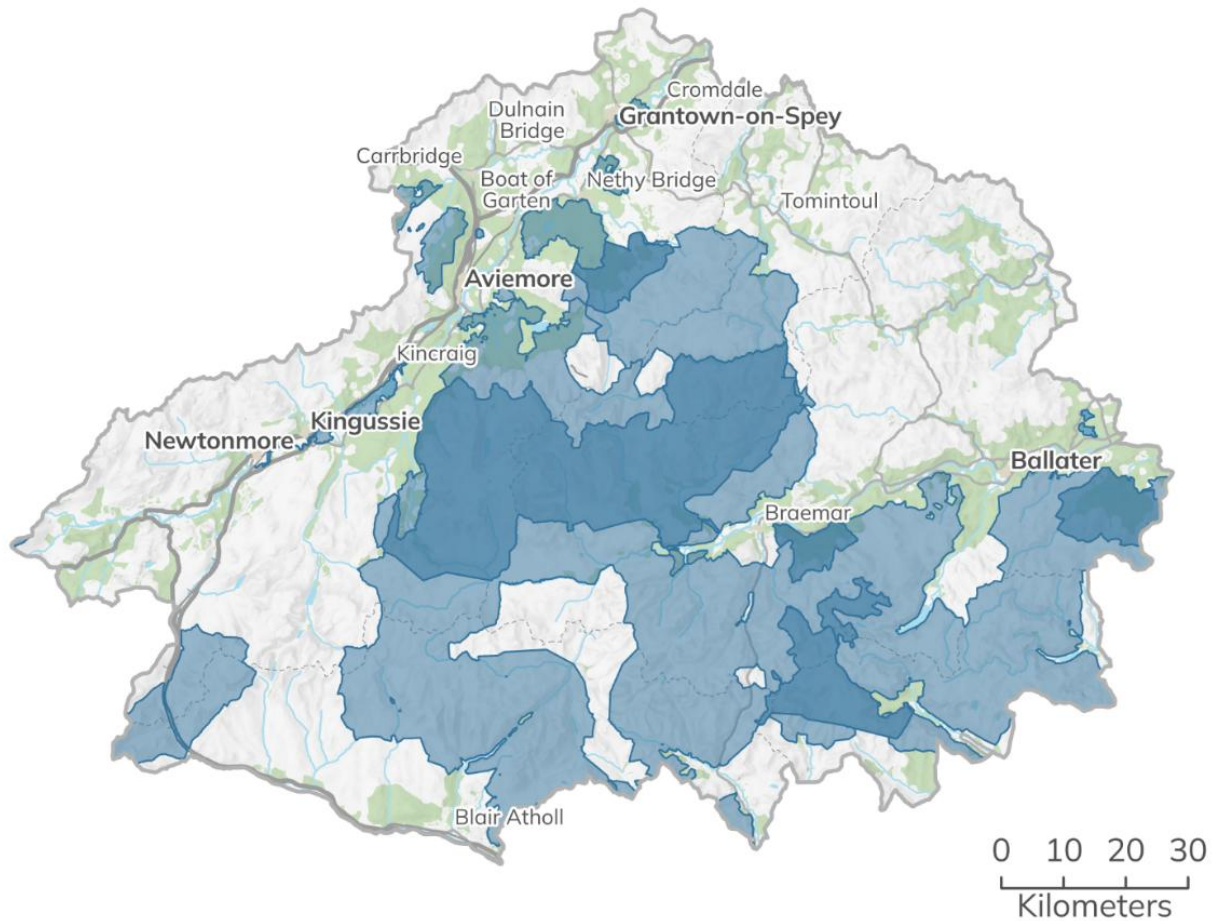 Cromdale
Grantown-on-Spey
Dulnain
Bridge
Carrbridge
Boat of
Garten
Nethy Bridge
Tomintoul
Aviemore
Kincraig
Kingussie
Newtonmore
Ballater
Braemar
Blair Atholl
0 10 20 30
Kilometers